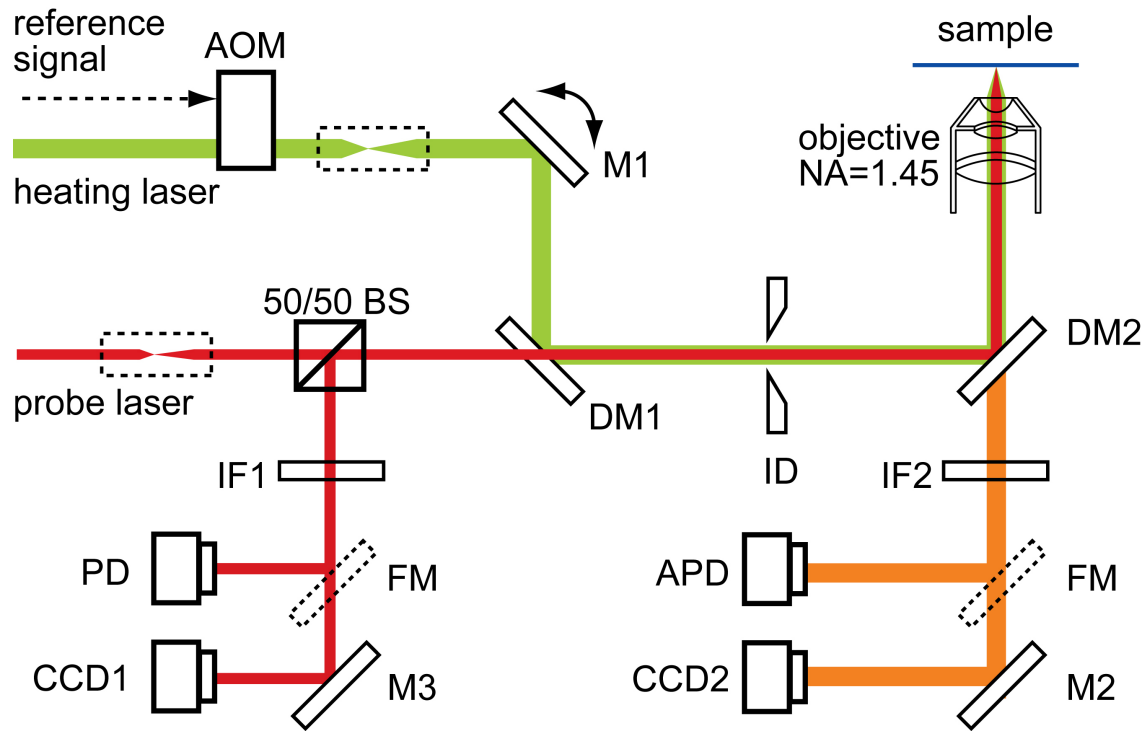 reference
signal
AOM
sample
M1
objective
NA=1.45
heating laser
50/50 BS
DM2
probe laser
DM1
IF1
ID
IF2
PD
FM
APD
FM
CCD1
M3
CCD2
M2